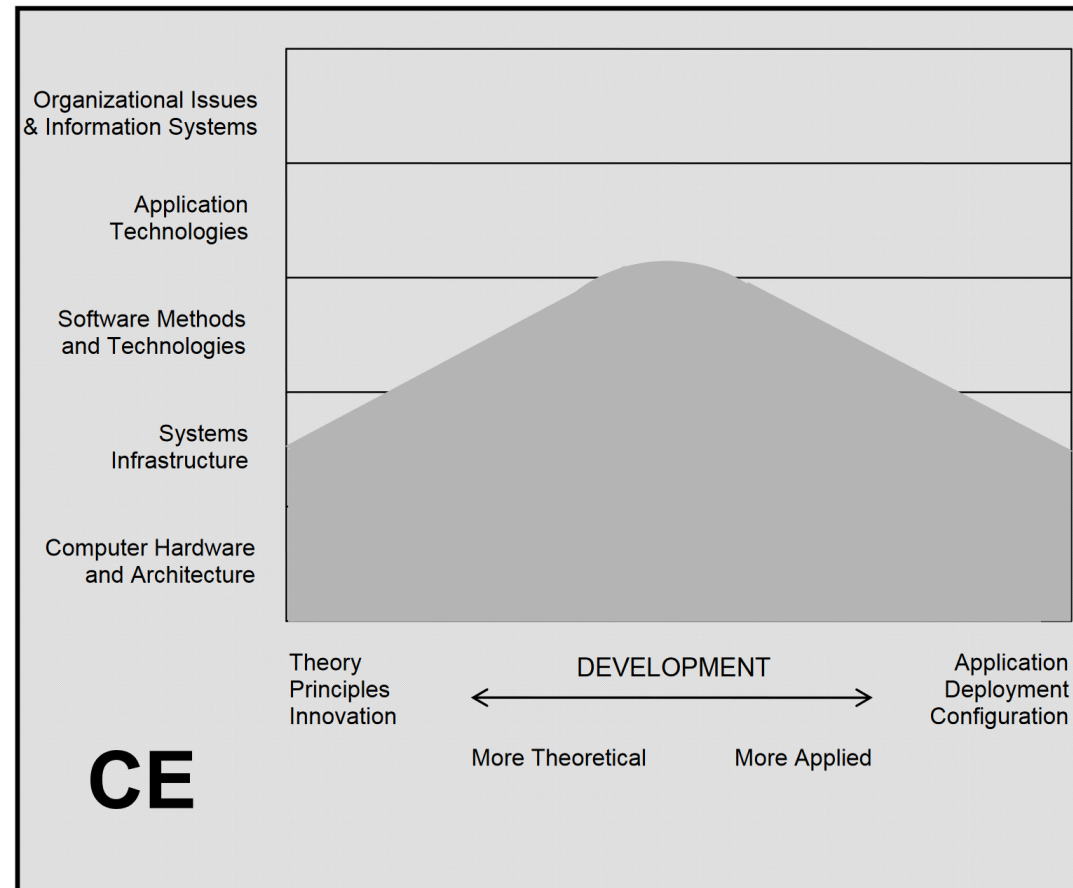 Organizational Issues
& Information Systems
Application
Technologies
Software Methods
and Technologies
Systems
Infrastructure
Computer Hardware
and Architecture
Theory
Principles
Innovation
DEVELOPMENT
Application
Deployment
Configuration
More Theoretical
More Applied
CE